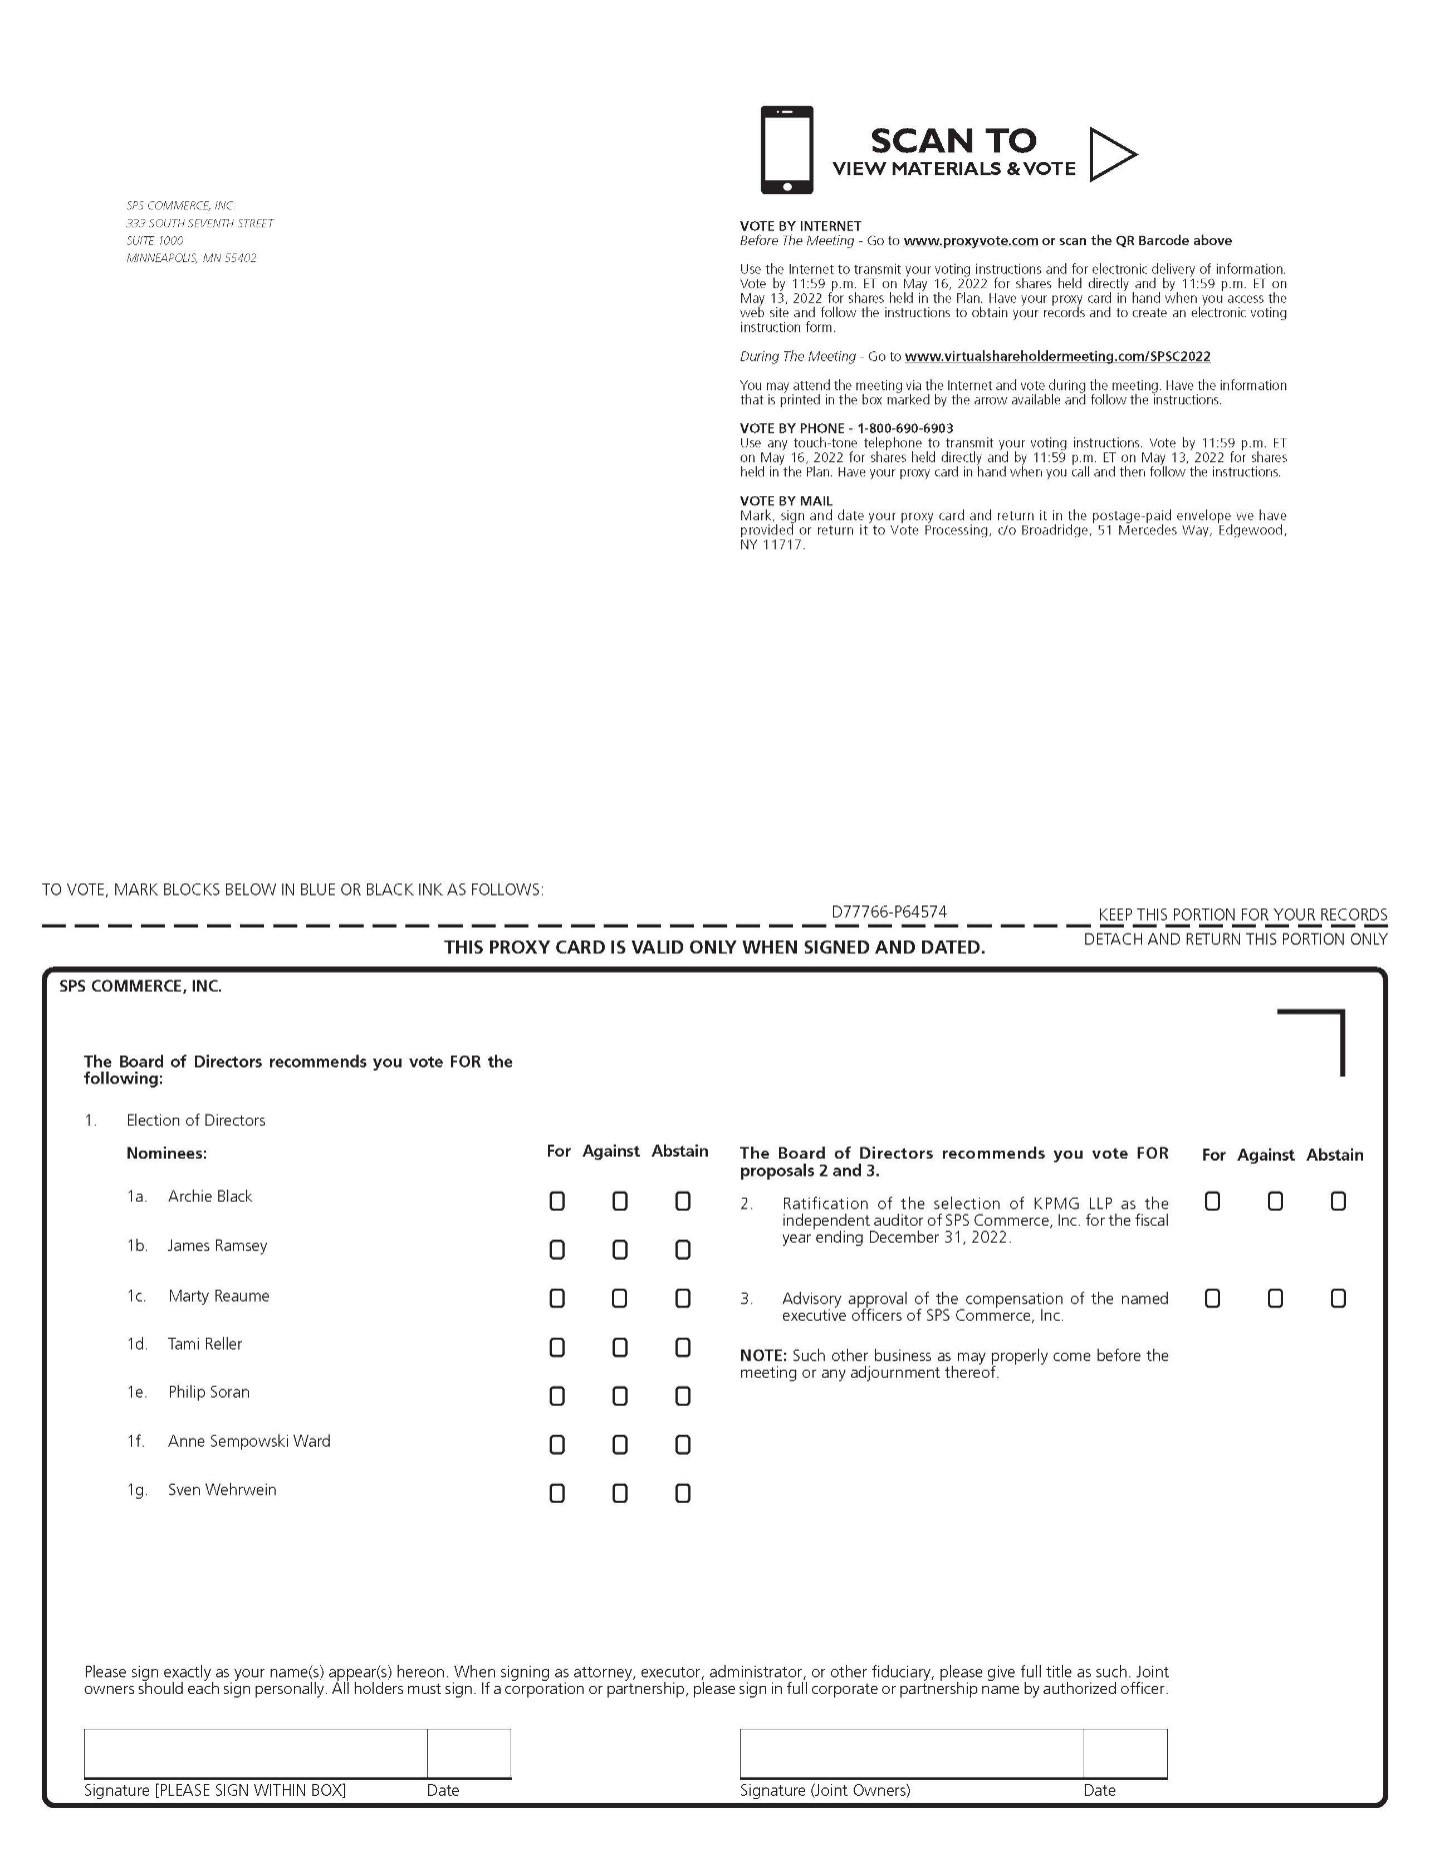 SCAN TO
VIEW MATERIALS & VOTE
SPS COMMERCE, INC.
333 SOUTH SEVENTH STREET
SUITE 1000
MINNEAPOLIS, MN 55402
VOTE BY INTERNET
Before The Meeting - Go to www.proxyvote.com or scan the QR Barcode above
Use the Internet to transmit your voting instructions and for electronic delivery of information.
Vote by 11:59 p.m. ET on May 16, 2022 for shares held directly and by 11:59 p.m. ET on
May 13, 2022 for shares held in the Plan. Have your proxy card in hand when you access the
web site and follow the instructions to obtain your records and to create an electronic voting
instruction form.
During The Meeting - Go to www.virtualshareholdermeeting.com/SPSC2022
You may attend the meeting via the Internet and vote during the meeting. Have the information
that is printed in the box marked by the arrow available and follow the instructions.
VOTE BY PHONE - 1-800-690-6903
Use any touch-tone telephone to transmit your voting instructions. Vote by 11:59 p.m. ET
on May 16, 2022 for shares held directly and by 11:59 p.m. ET on May 13, 2022 for shares
held in the Plan. Have your proxy card in hand when you call and then follow the instructions.
VOTE BY MAIL
Mark, sign and date your proxy card and return it in the postage-paid envelope we have
provided or return it to Vote Processing, c/o Broadridge, 51 Mercedes Way, Edgewood,
NY 11717.
TO VOTE, MARK BLOCKS BELOW IN BLUE OR BLACK INK AS FOLLOWS:
D77766-P64574
KEEP THIS PORTION FOR YOUR RECORDS
DETACH AND RETURN THIS PORTION ONLY
THIS PROXY CARD IS VALID ONLY WHEN SIGNED AND DATED.
SPS COMMERCE, INC.
The Board of Directors recommends you vote FOR the
following:
1. Election of Directors
Nominees: For Against Abstain
1a. Archie Black
1b. James Ramsey
1c. Marty Reaume
1d. Tami Reller
1e. Philip Soran
1f. Anne Sempowski Ward
1g. Sven Wehrwein
The Board of Directors recommends you vote FOR For Against Abstain
proposals 2 and 3.
2. Ratification of the selection of KPMG LLP as the
independent auditor of SPS Commerce, Inc. for the fiscal
year ending December 31, 2022.
3. Advisory approval of the compensation of the named
executive officers of SPS Commerce, Inc.
NOTE: Such other business as may properly come before the
meeting or any adjournment thereof.
Please sign exactly as your name(s) appear(s) hereon. When signing as attorney, executor, administrator, or other fiduciary, please give full title as such. Joint
owners should each sign personally. All holders must sign. If a corporation or partnership, please sign in full corporate or partnership name by authorized officer.
Signature [PLEASE SIGN WITHIN BOX] Date
Signature (Joint Owners) Date